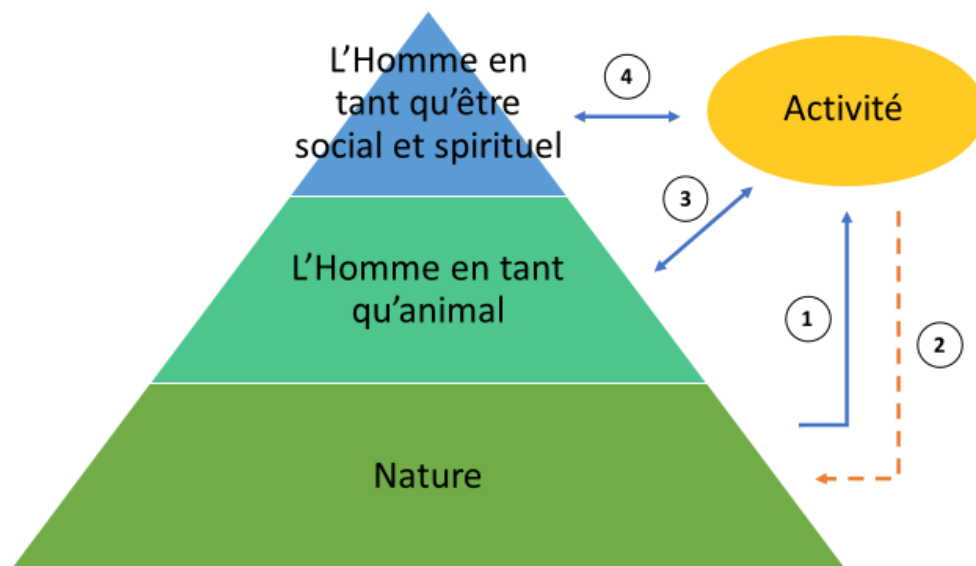 L’Homme en
tant qu’être
social et spirituel
4
Activité
3
L’Homme en tant
qu’animal
1
2
Nature